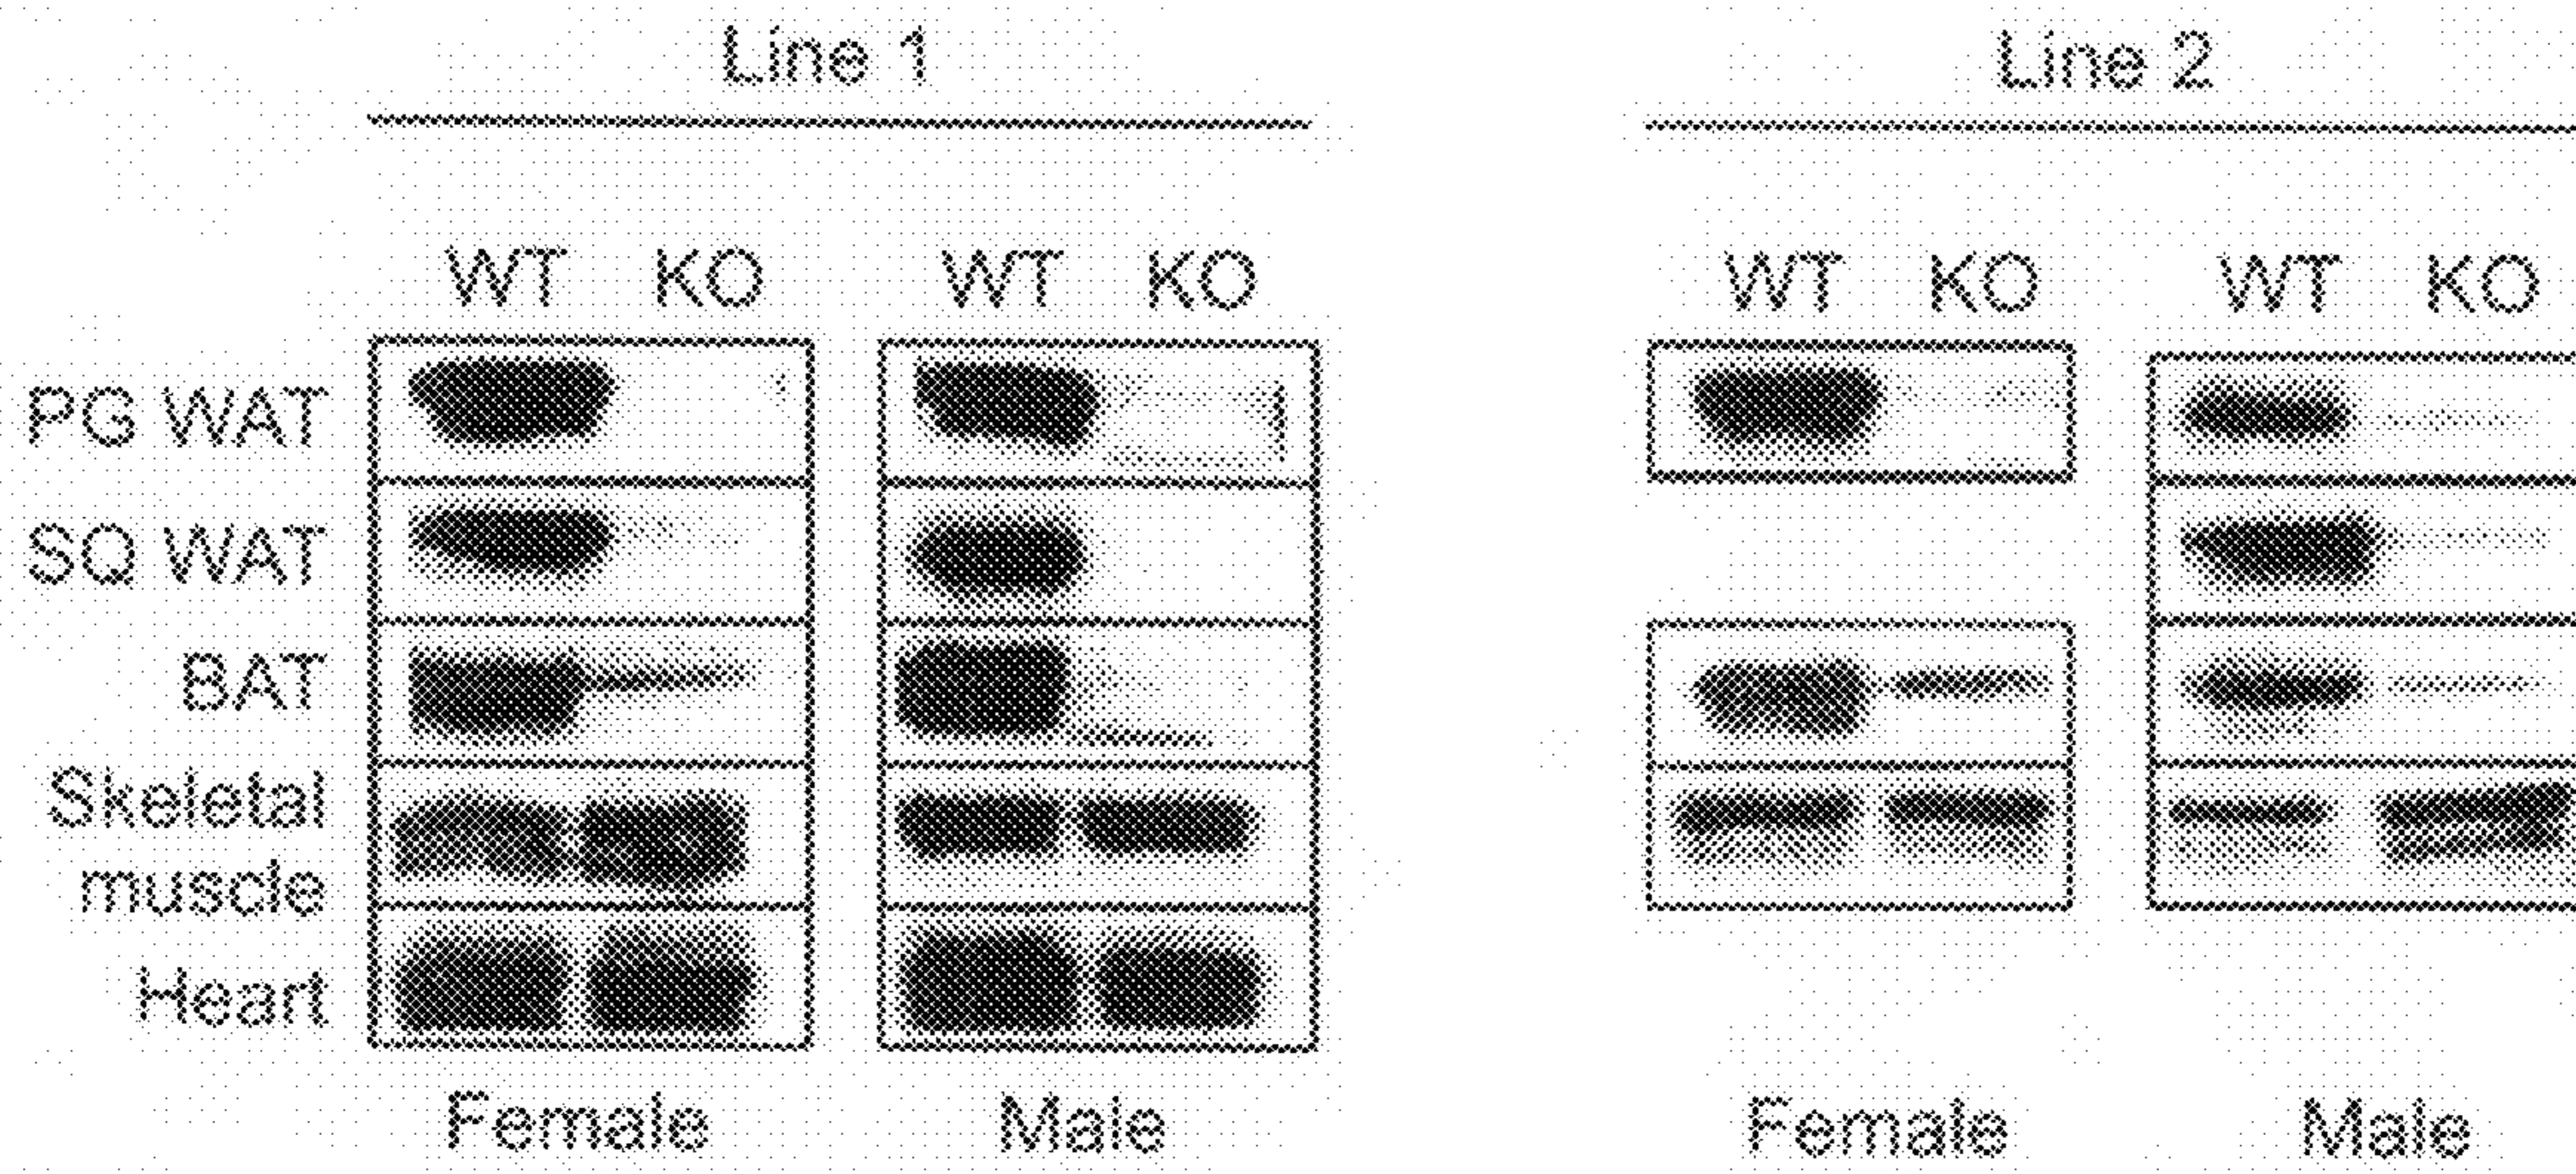 Line 1 Line 2
WT KO WT KO WT KO WT KO
PG WAT
SQ WAT
BAT
Skeletal
muscle
Heart
Female Male Female Male